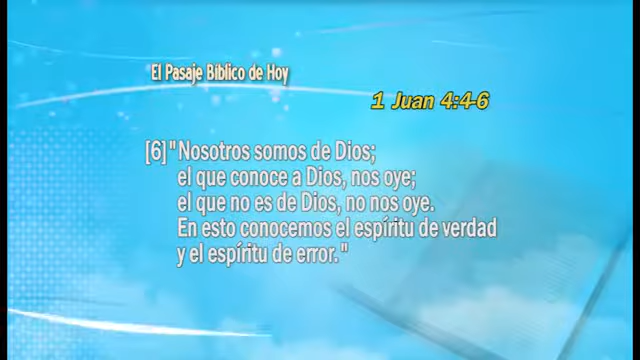 El Pasaje Bíblico de Hoy
1 Juan 4:4-6
[6]"Nosotros somos de Dios;
el que conoce a Dios, nos oye;
el que no es de Dios, no nos oye.
En esto conocemos el espíritu de verdad
y el espíritu de error."